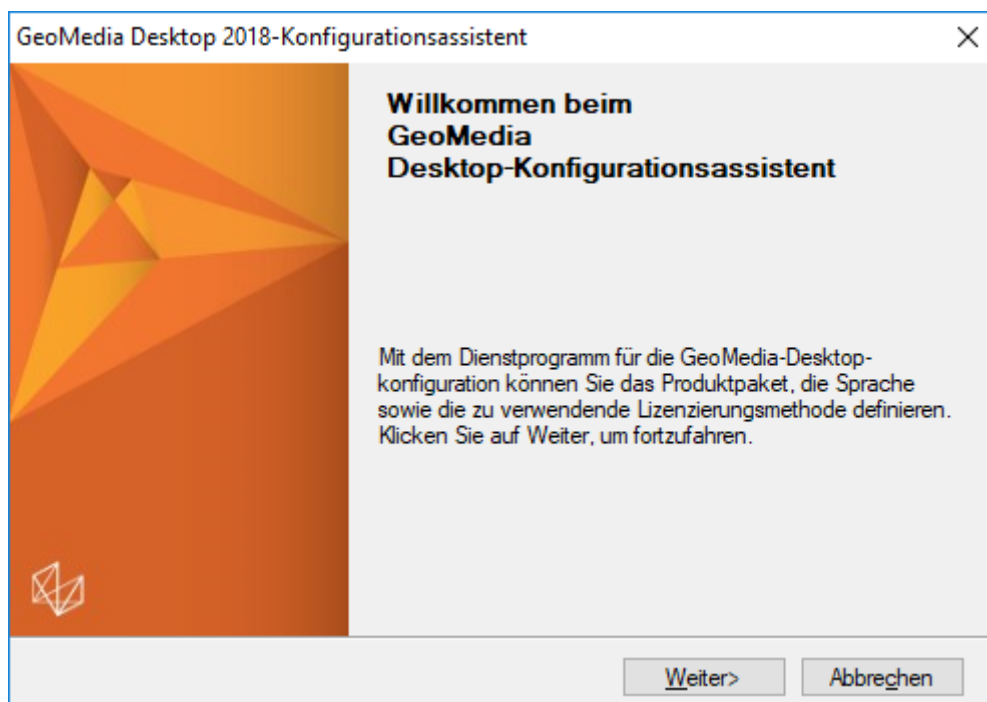 GeoMedia Desktop 2018-Konfigurationsassistent
Willkommen beim
GeoMedia
Desktop-Konfigurationsassistent
Mit dem Dienstprogramm für die GeoMedia-Desktop-
konfiguration können Sie das Produktpaket, die Sprache
sowie die zu verwendende Lizenzierungsmethode definieren.
Klicken Sie auf Weiter, um fortzufahren.
Weiter>
Abbrechen